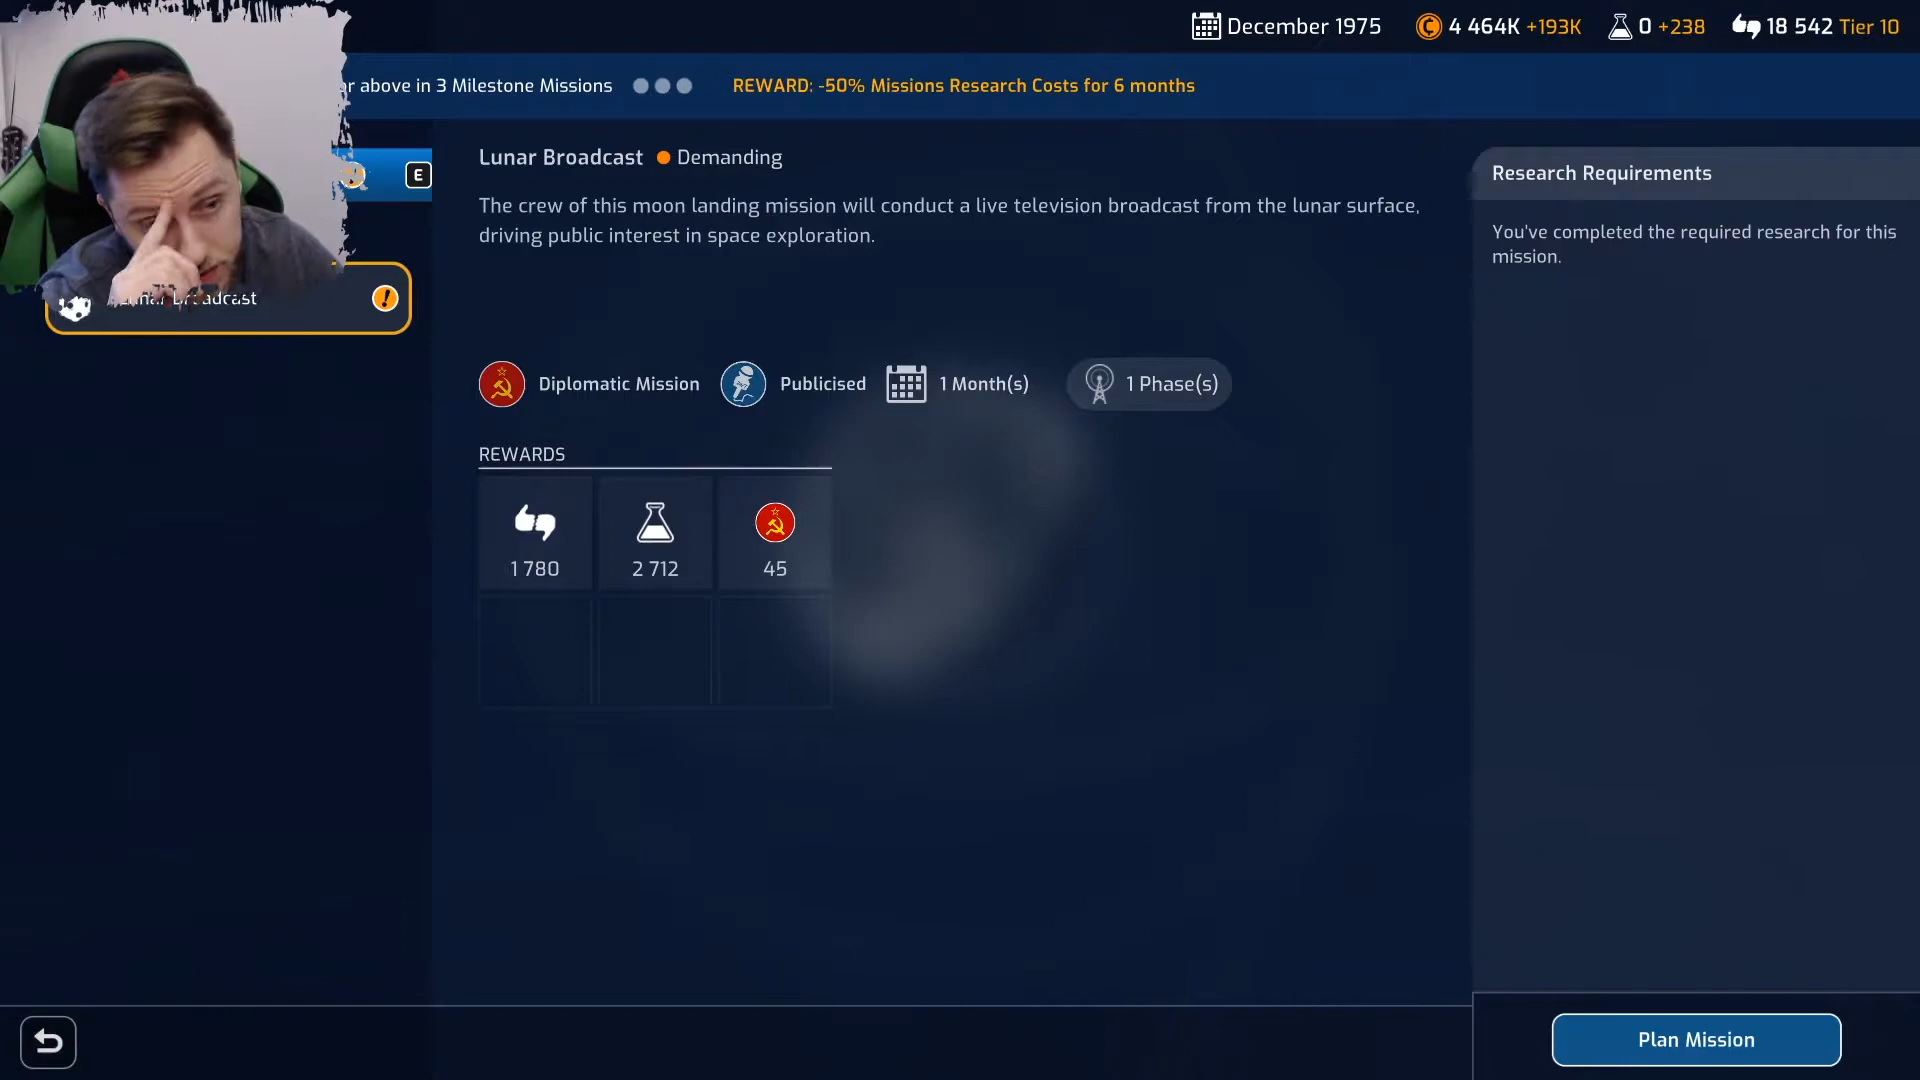 December 1975
4 464K +193K
0 +238
18 542 Tier 10
above in 3 Milestone Missions
REWARD: -50% Missions Research Costs for 6 months
E
Lunar Broadcast
Demanding
The crew of this moon landing mission will conduct a live television broadcast from the lunar surface,
driving public interest in space exploration.
Diplomatic Mission
Publicised
1 Month(s)
1 Phase(s)
REWARDS
1 780
2 712
45
Research Requirements
You've completed the required research for this
mission.
Plan Mission